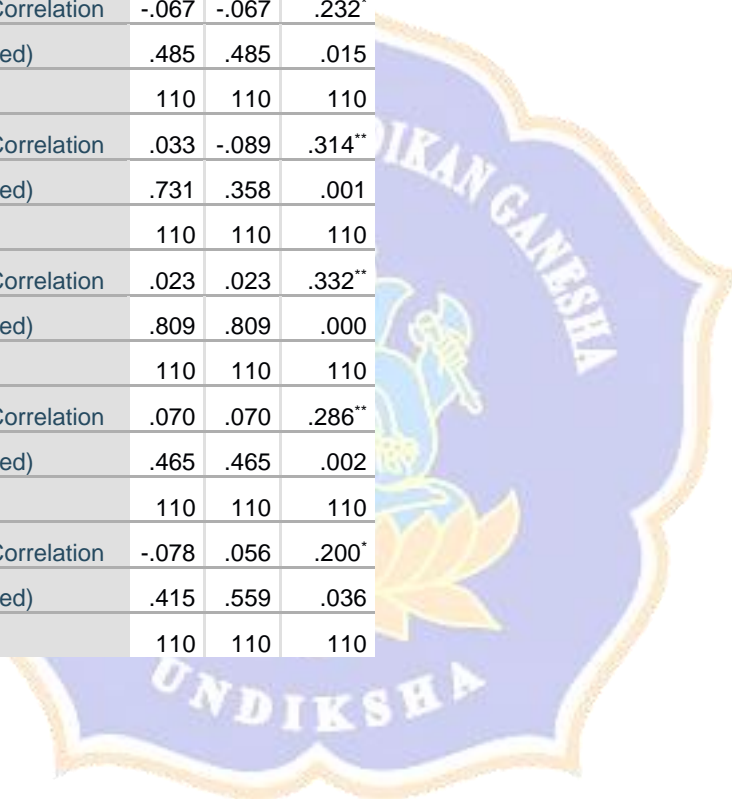 Correlation -.067 -.067 .232*
ed) .485 .485 .015
110 110 110
Correlation .033 -.089 .314**
ed) .731 .358 .001
110 110 110
Correlation .023 .023 .332**
ed) .809 .809 .000
110 110 110
Correlation .070 .070 .286**
ed) .465 .465 .002
110 110 110
Correlation -.078 .056 .200*
ed) .415 .559 .036
110 110 110
DIKAN GANESHA
UNDIKSHA